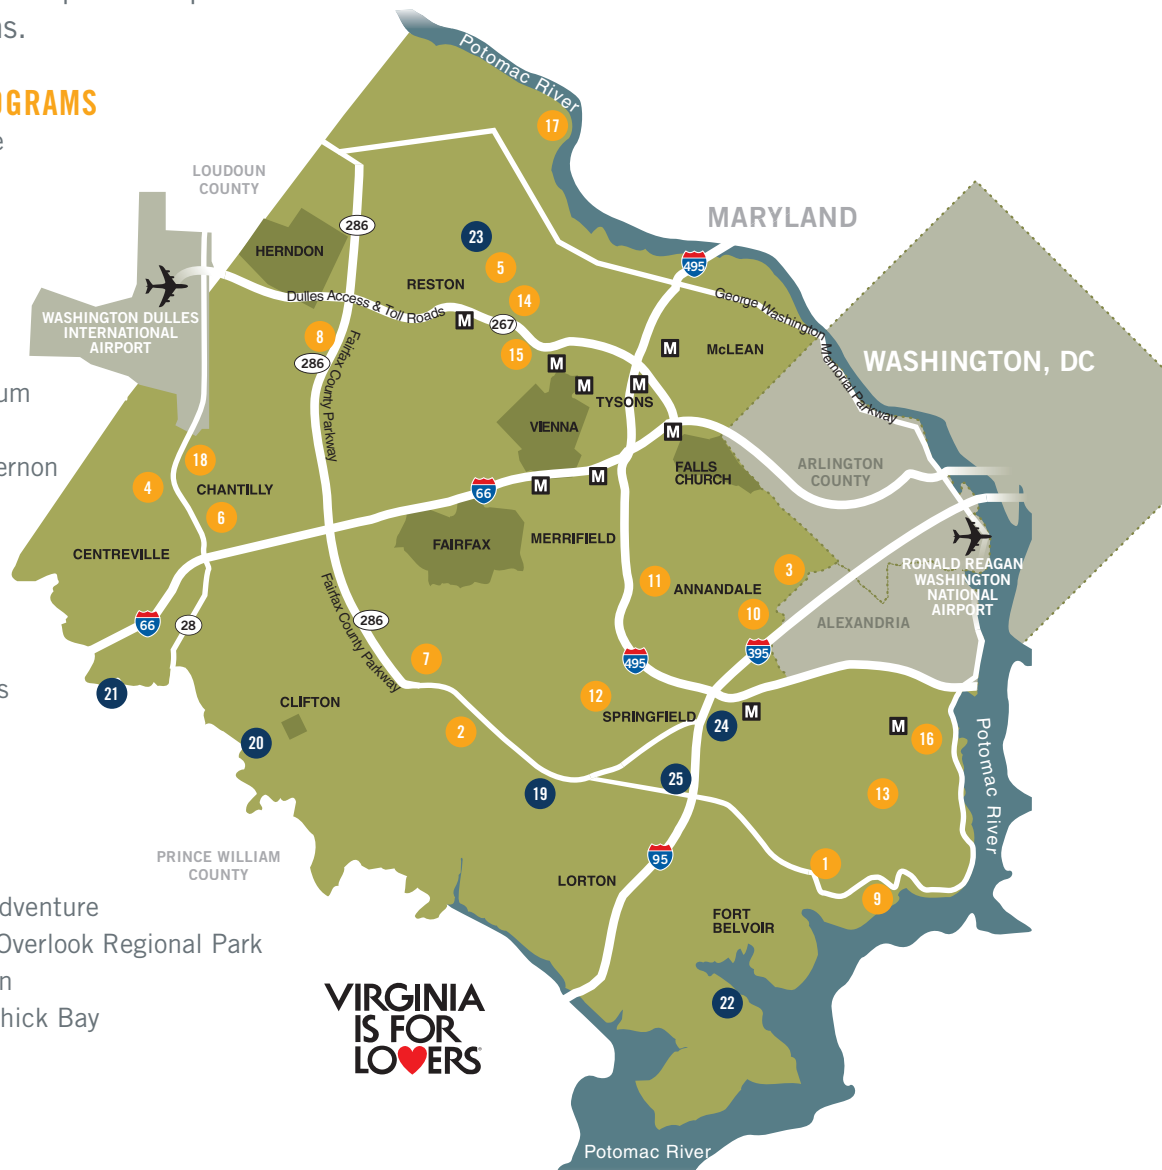 ns.
OGRAMS
e
um
ernon
s
dventure
Overlook Regional Park
n
hick Bay
Potomac River
17
LOUDOUN
COUNTY
MARYLAND
286
23
HERNDON
495
5
RESTON
George Washington Memorial Parkway
Dulles Access & Toll Roads
14
WASHINGTON DULLES
INTERNATIONAL
AIRPORT
M
267
8
286
Fairfax County Parkway
15
M
M
McLEAN
WASHINGTON, DC
M
M
TYSONS
VIENNA
M
18
4
CHANTILLY
6
66
M
M
FALLS
CHURCH
ARLINGTON
COUNTY
CENTREVILLE
FAIRFAX
MERRIFIELD
RONALD REAGAN
WASHINGTON
NATIONAL
AIRPORT
11
ANNANDALE
3
10
ALEXANDRIA
66
28
Fairfax County Parkway
286
7
495
395
21
CLIFTON
12
SPRINGFIELD
M
24
20
2
M
16
Potomac River
19
25
13
PRINCE WILLIAM
COUNTY
95
1
LORTON
9
FORT
BELVOIR
22
VIRGINIA
IS FOR
LOVERS
Potomac River